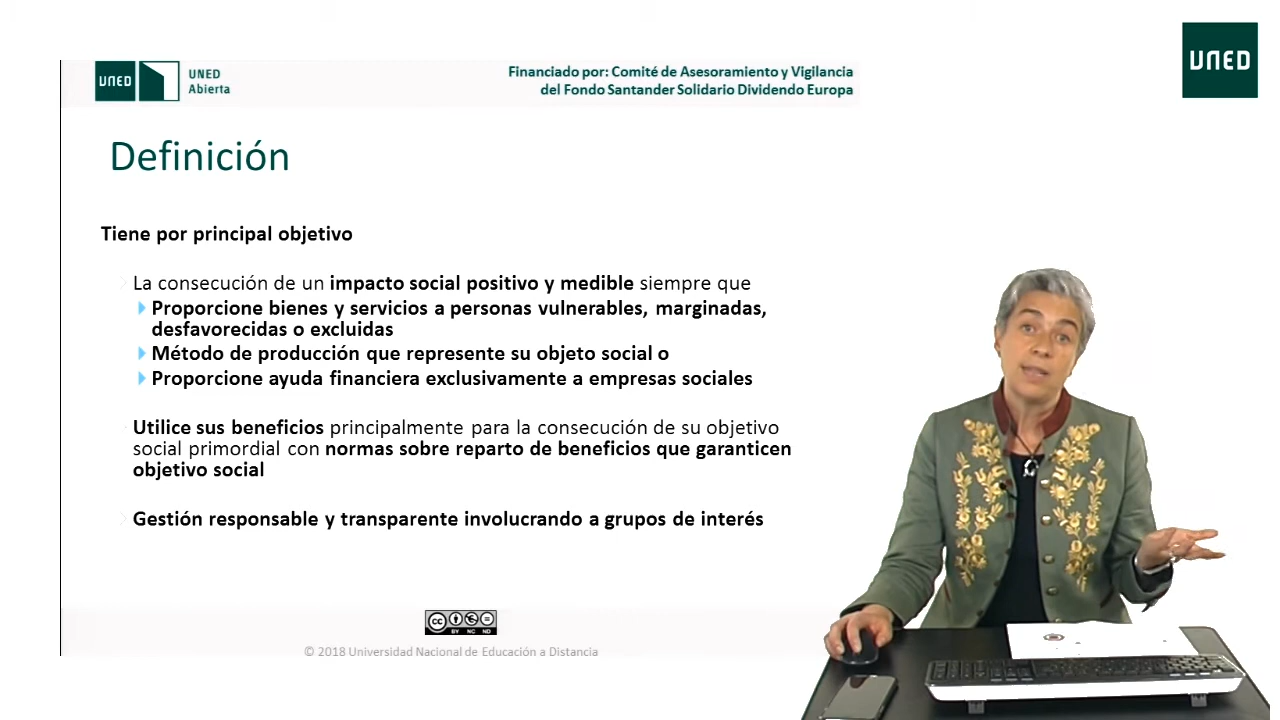 UNED
UNED
Abierta
Financiado por: Comité de Asesoramiento y Vigilancia
del Fondo Santander Solidario Dividendo Europa
UNED
Definición
Tiene por principal objetivo
La consecución de un impacto social positivo y medible siempre que
Proporcione bienes y servicios a personas vulnerables, marginadas,
desfavorecidas o excluidas
Método de producción que represente su objeto social o
Proporcione ayuda financiera exclusivamente a empresas sociales
Utilice sus beneficios principalmente para la consecución de su objetivo
social primordial con normas sobre reparto de beneficios que garanticen
objetivo social
Gestión responsable y transparente involucrando a grupos de interés
cc
BY NC ND
© 2018 Universidad Nacional de Educación a Distancia